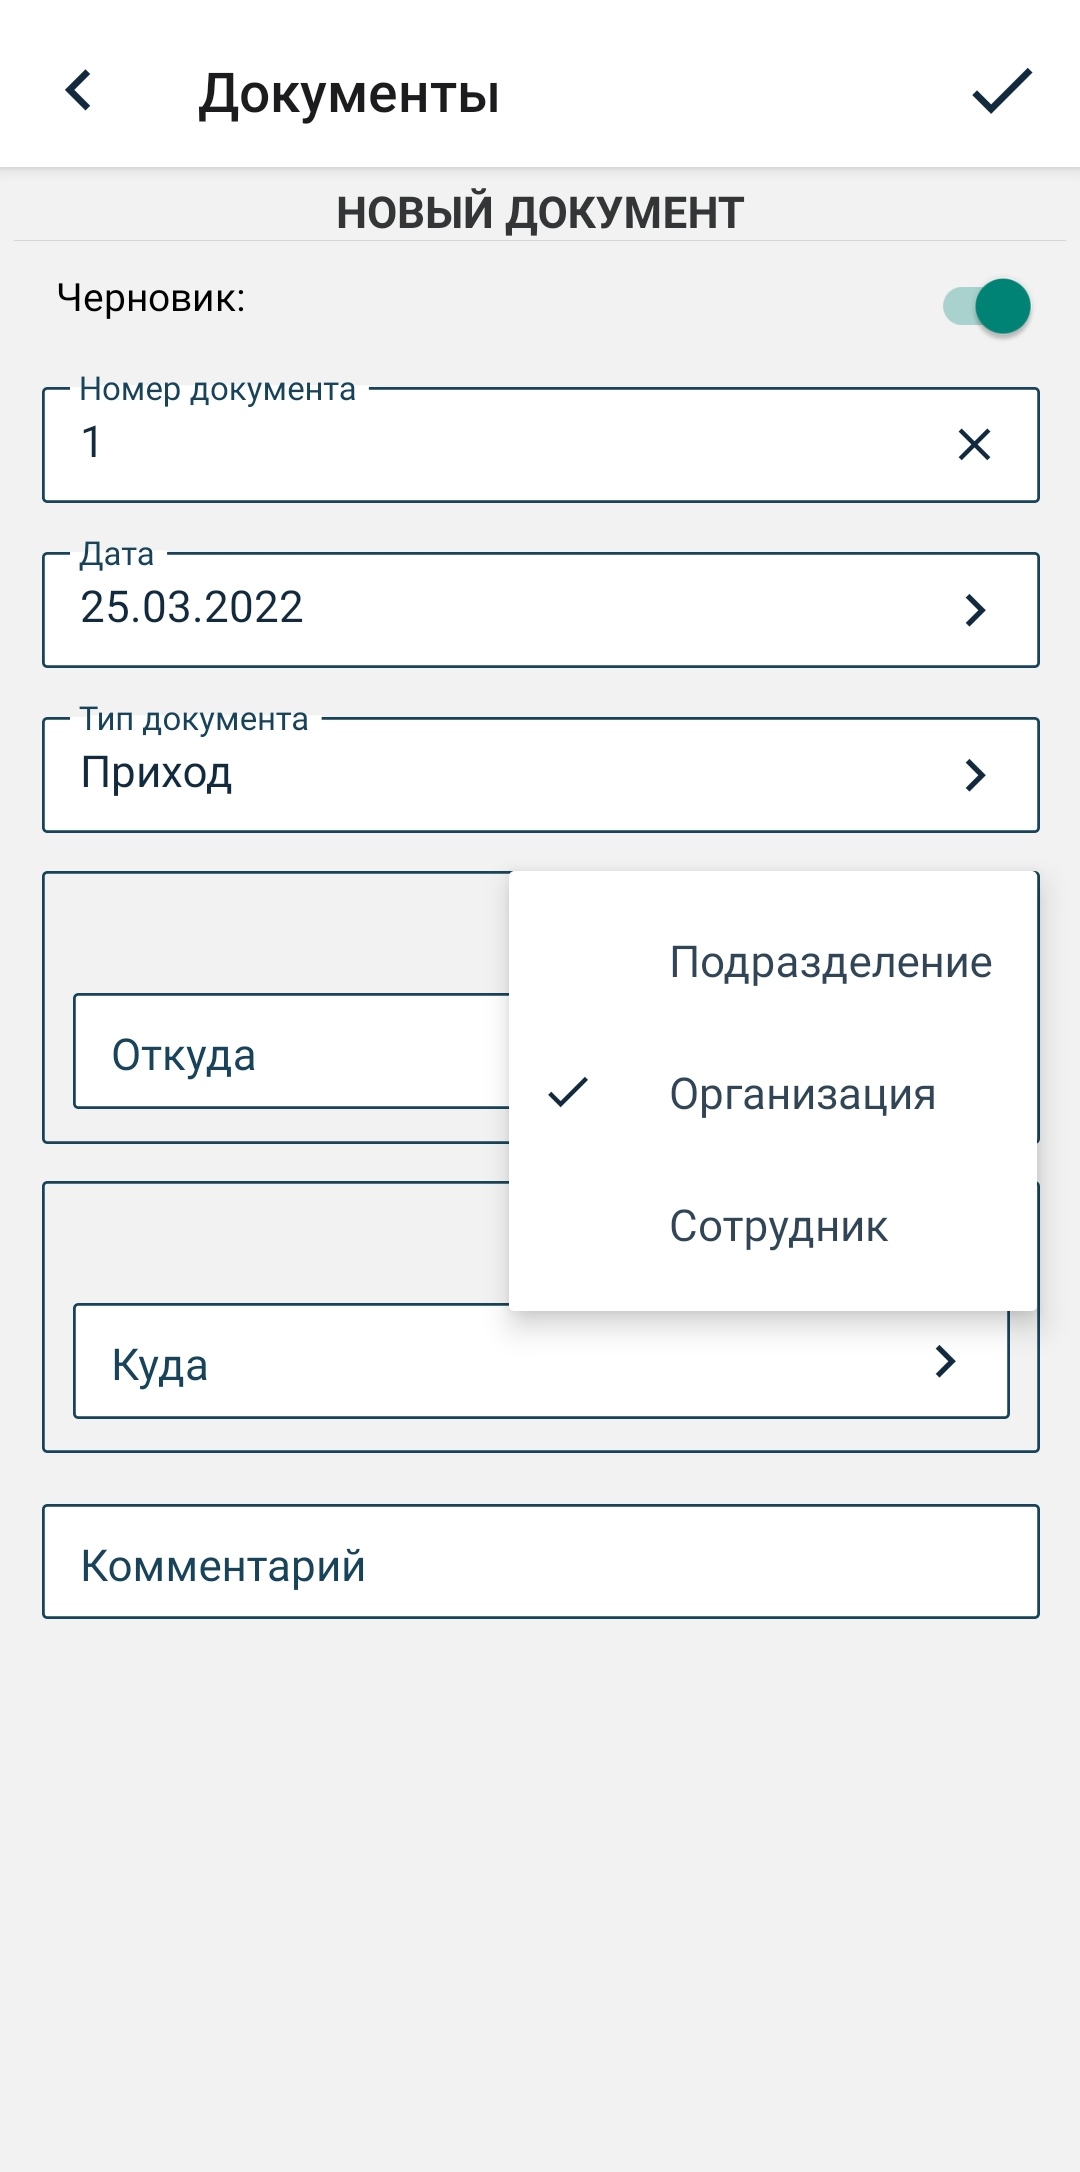 Документы
НОВЫЙ ДОКУМЕНТ
Черновик:
Номер документа
1
Дата
25.03.2022
Тип документа
Приход
Подразделение
Откуда
Организация
Сотрудник
Куда
Комментарий